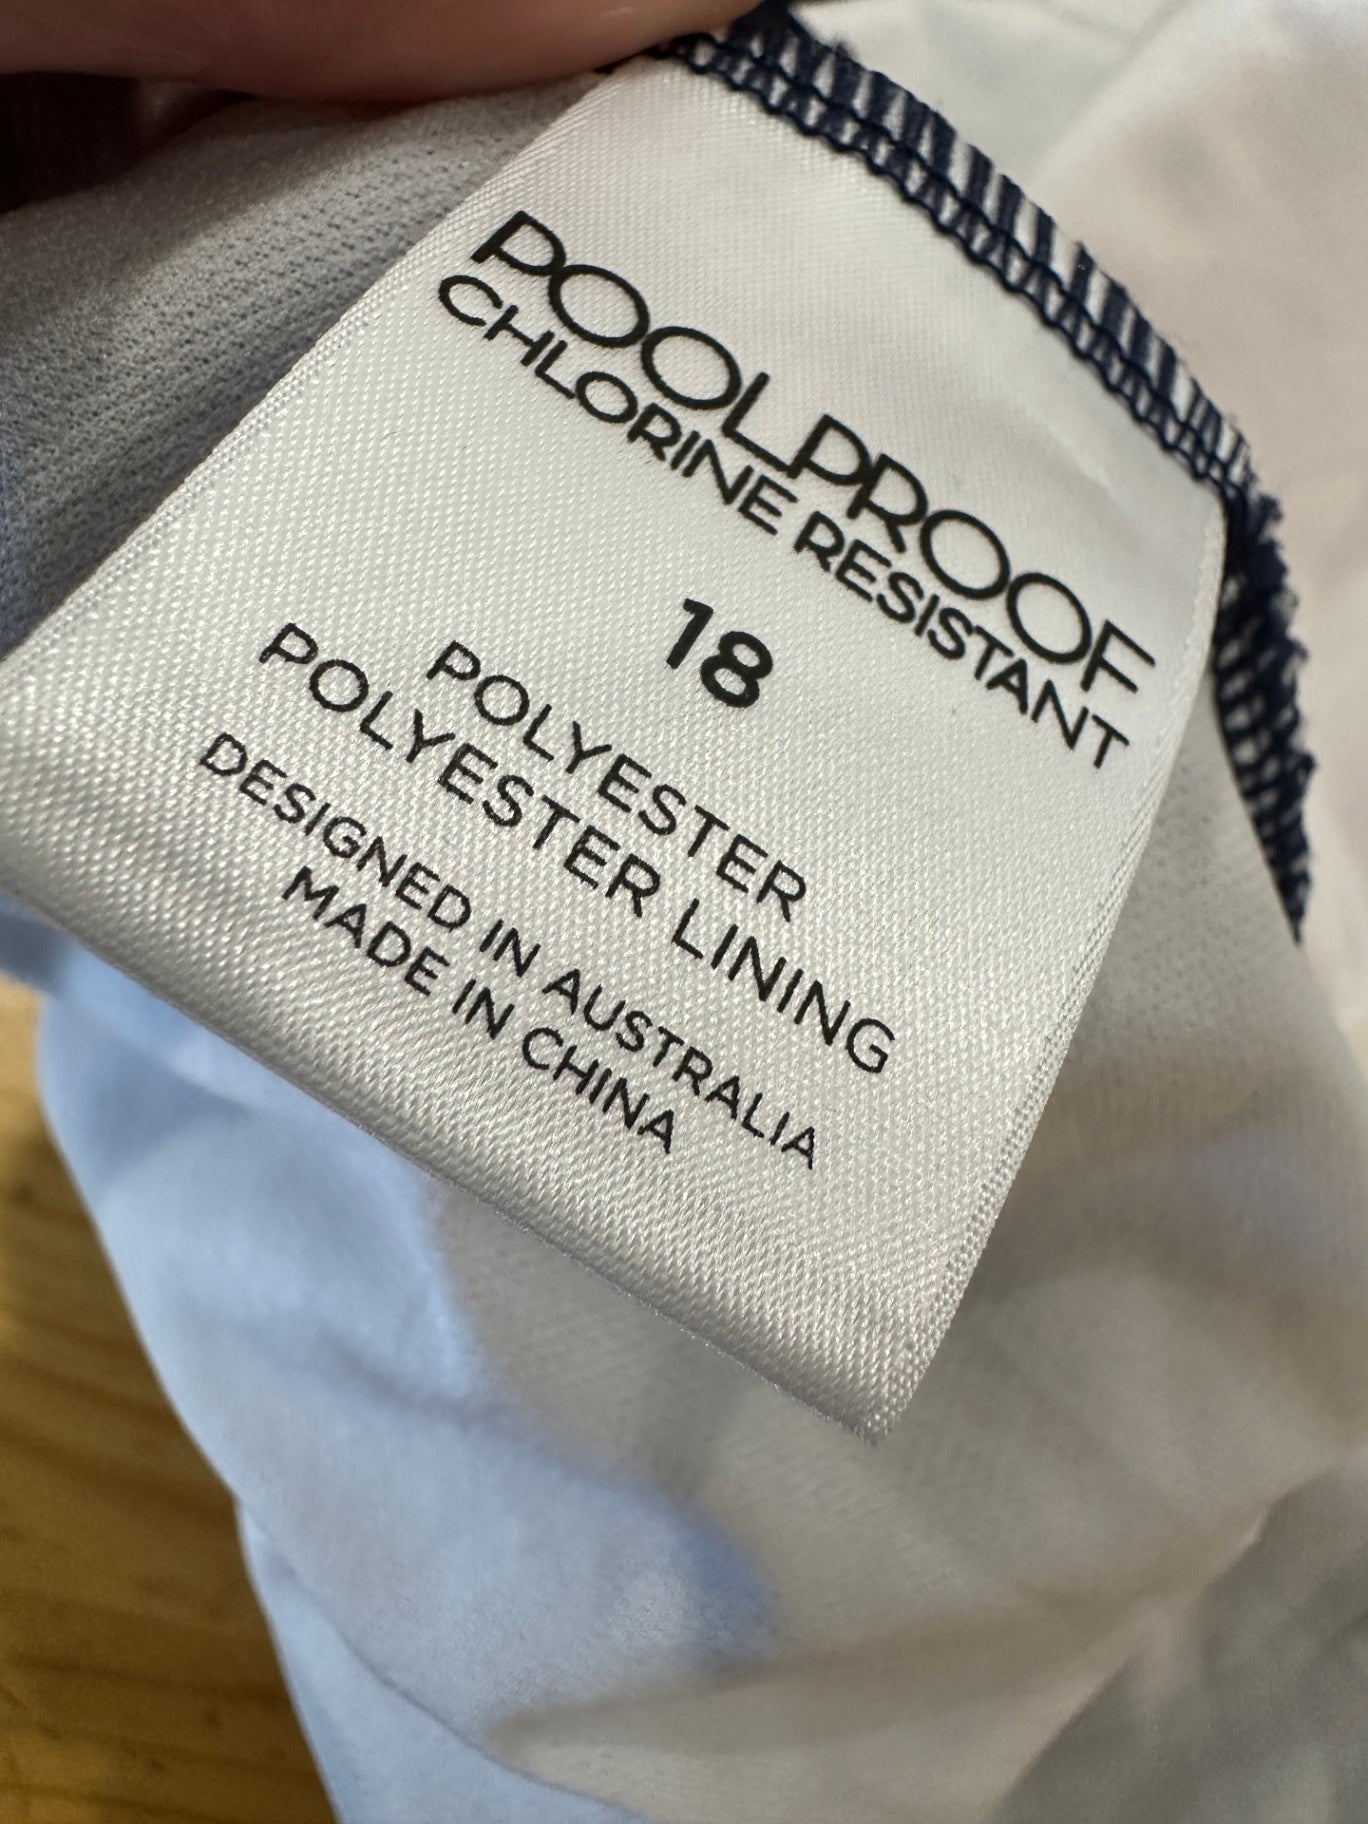 POOLPROOF
CHLORINE RESISTANT
18
POLYESTER
POLYESTER LINING
DESIGNED IN AUSTRALIA
MADE IN CHINA